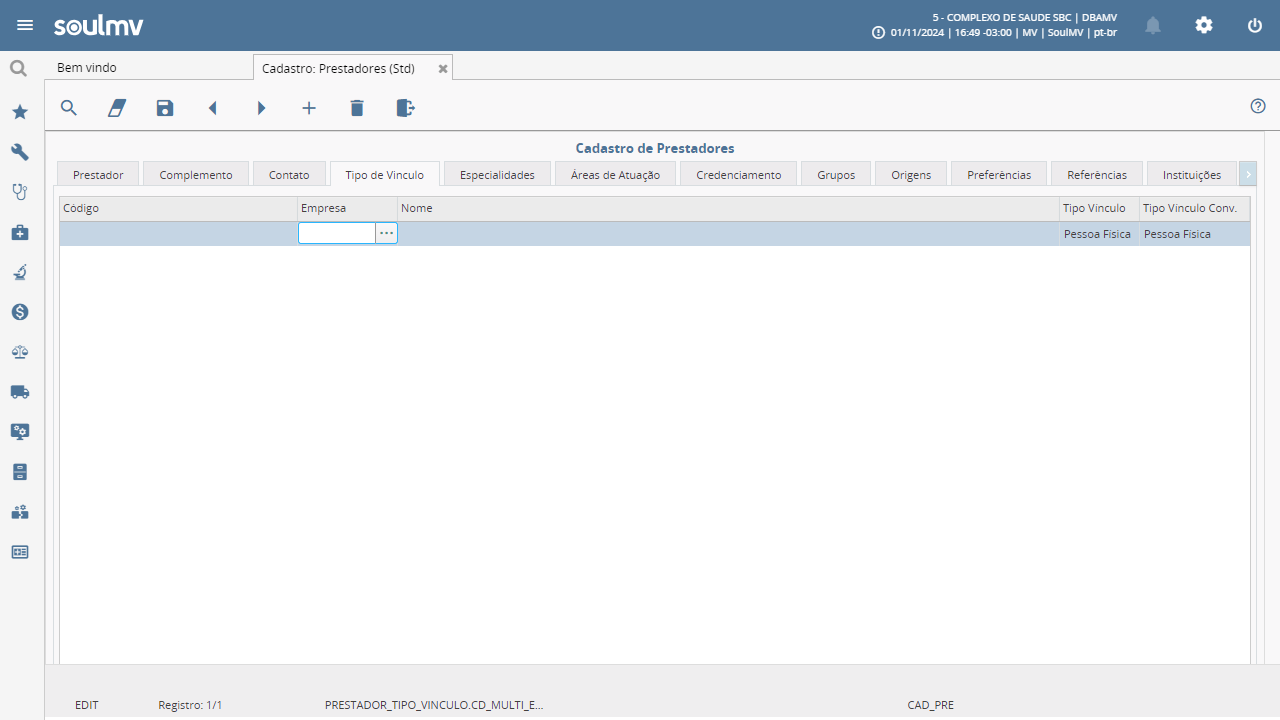 soulmv
5 - COMPLEXO DE SAUDE SBC | DBAMV
01/11/2024 | 16:49 -03:00 | MV | SoulMV | pt-br
Bem vindo
Cadastro: Prestadores (Std)
Cadastro de Prestadores
Prestador
Complemento
Contato
Tipo de Vinculo
Especialidades
Áreas de Atuação
Credenciamento
Grupos
Origens
Preferências
Referências
Instituições
Código
Empresa
Nome
Tipo Vínculo
Tipo Vínculo Conv.
Pessoa Fisica
Pessoa Fisica
EDIT
Registro: 1/1
PRESTADOR_TIPO_VINCULO.CD_MULTI_E...
CAD_PRE